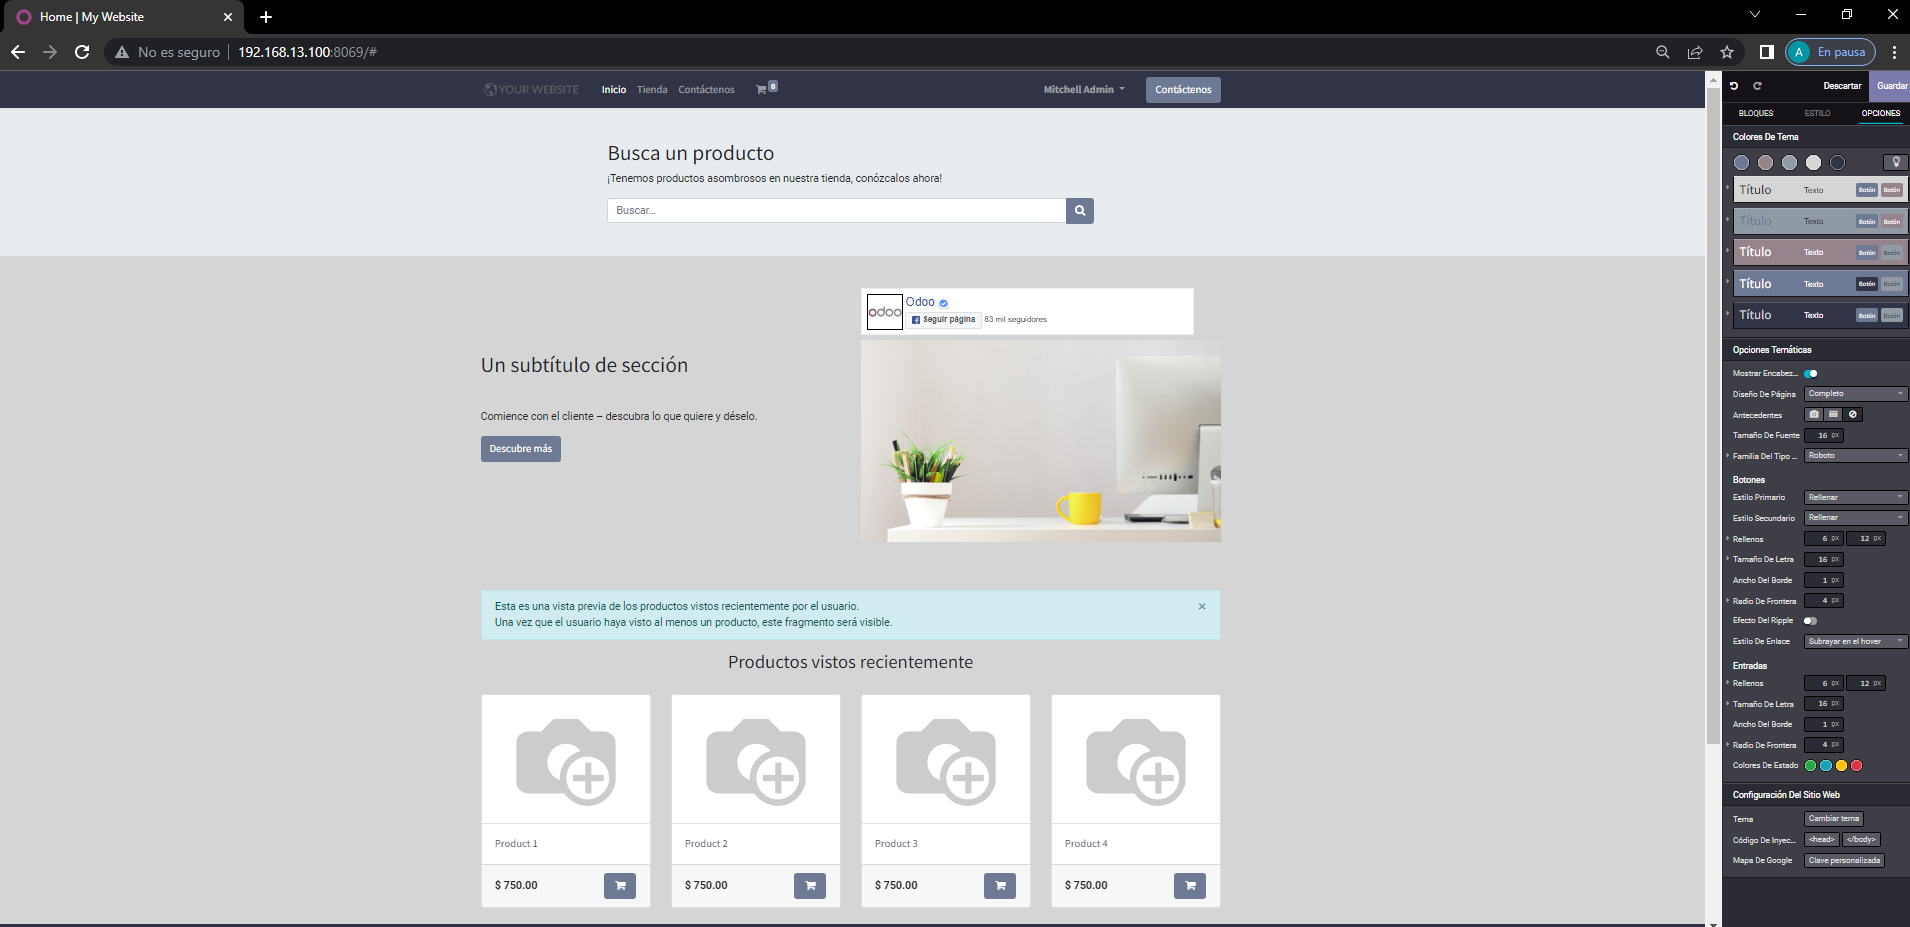 Home | My Website
No es seguro
192.168.13.100:8069/#
A En pausa
YOUR WEBSITE
Inicio
Tienda
Contáctenos
0
Mitchell Admin
Contáctenos
Busca un producto
¡Tenemos productos asombrosos en nuestra tienda, conózcalos ahora!
Buscar...
odoo
Odoo
Seguir página
83 mil seguidores
Un subtítulo de sección
Comience con el cliente – descubra lo que quiere y déselo.
Descubre más
Esta es una vista previa de los productos vistos recientemente por el usuario.
Una vez que el usuario haya visto al menos un producto, este fragmento será visible.
×
Productos vistos recientemente
Product 1
Product 2
Product 3
Product 4
$ 750.00
$ 750.00
$ 750.00
$ 750.00
Descartar
Guardar
BLOQUES
ESTILO
OPCIONES
Colores De Tema
Título Texto Botón Botón
Título Texto Botón Botón
Título Texto Botón Botón
Título Texto Botón Botón
Título Texto Botón Botón
Opciones Temáticas
Mostrar Encabez...
Diseño De Página Completo
Antecedentes
Tamaño De Fuente 16 px
Familia Del Tipo ... Roboto
Botones
Estilo Primario Rellenar
Estilo Secundario Rellenar
Rellenos 6 px 12 px
Tamaño De Letra 16 px
Ancho Del Borde 1 px
Radio De Frontera 4 px
Efecto Del Ripple
Estilo De Enlace Subrayar en el hover
Entradas
Rellenos 6 px 12 px
Tamaño De Letra 16 px
Ancho Del Borde 1 px
Radio De Frontera 4 px
Colores De Estado
Configuración Del Sitio Web
Tema Cambiar tema
Código De Inyec... <head> </body>
Mapa De Google Clave personalizada